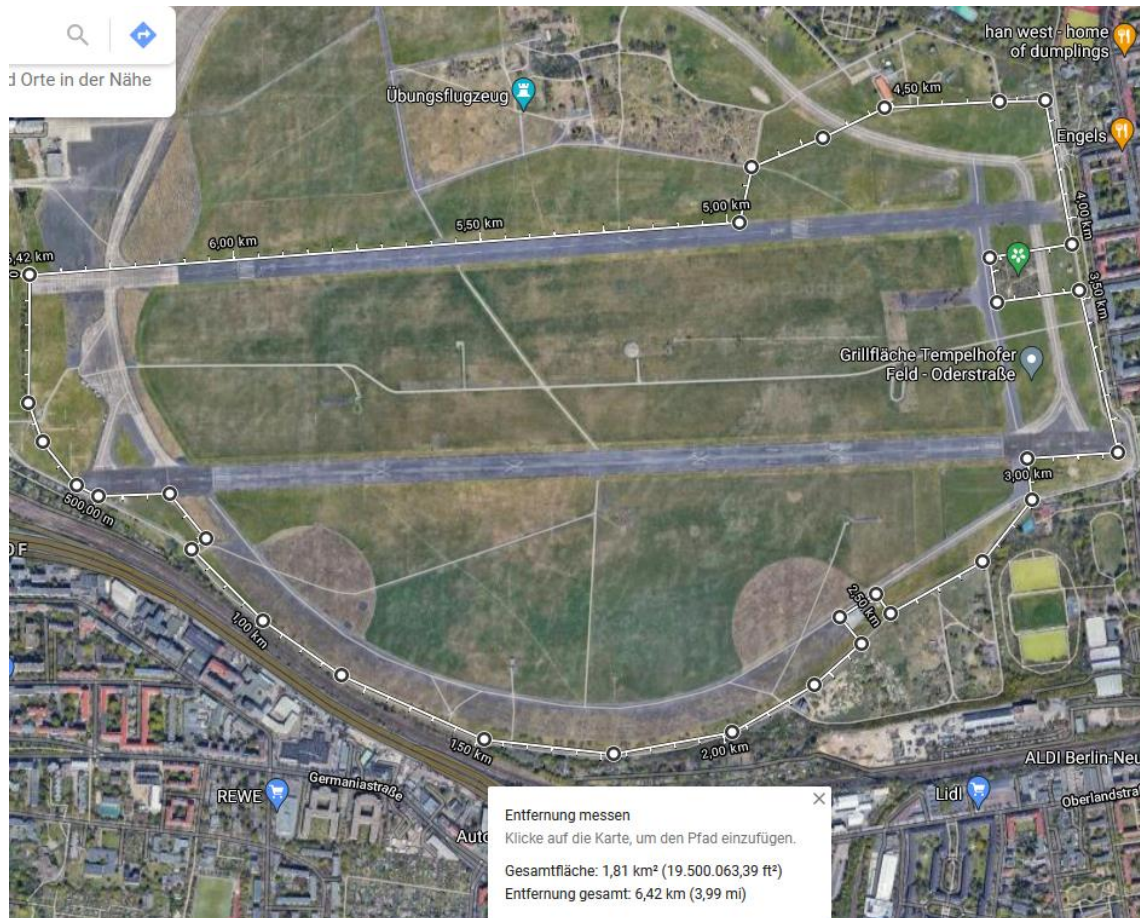 d Orte in der Nähe
han west - home
of dumplings
Übungsflugzeug
4,50 km
Engels
5,00 km
4,00 km
5,50 km
6,00 km
6,42 km
0
3,50 km
Grillfläche Tempelhofer
Feld - Oderstraße
3,00 km
500,00 m
OF
2,50 km
1,00 km
1,50 km
2,00 km
ALDI Berlin-Neu
Germaniastraße
REWE
Lidl
Oberlandstra
Auto
Entfernung messen
Klicke auf die Karte, um den Pfad einzufügen.
Gesamtfläche: 1,81 km² (19.500.063,39 ft²)
Entfernung gesamt: 6,42 km (3,99 mi)